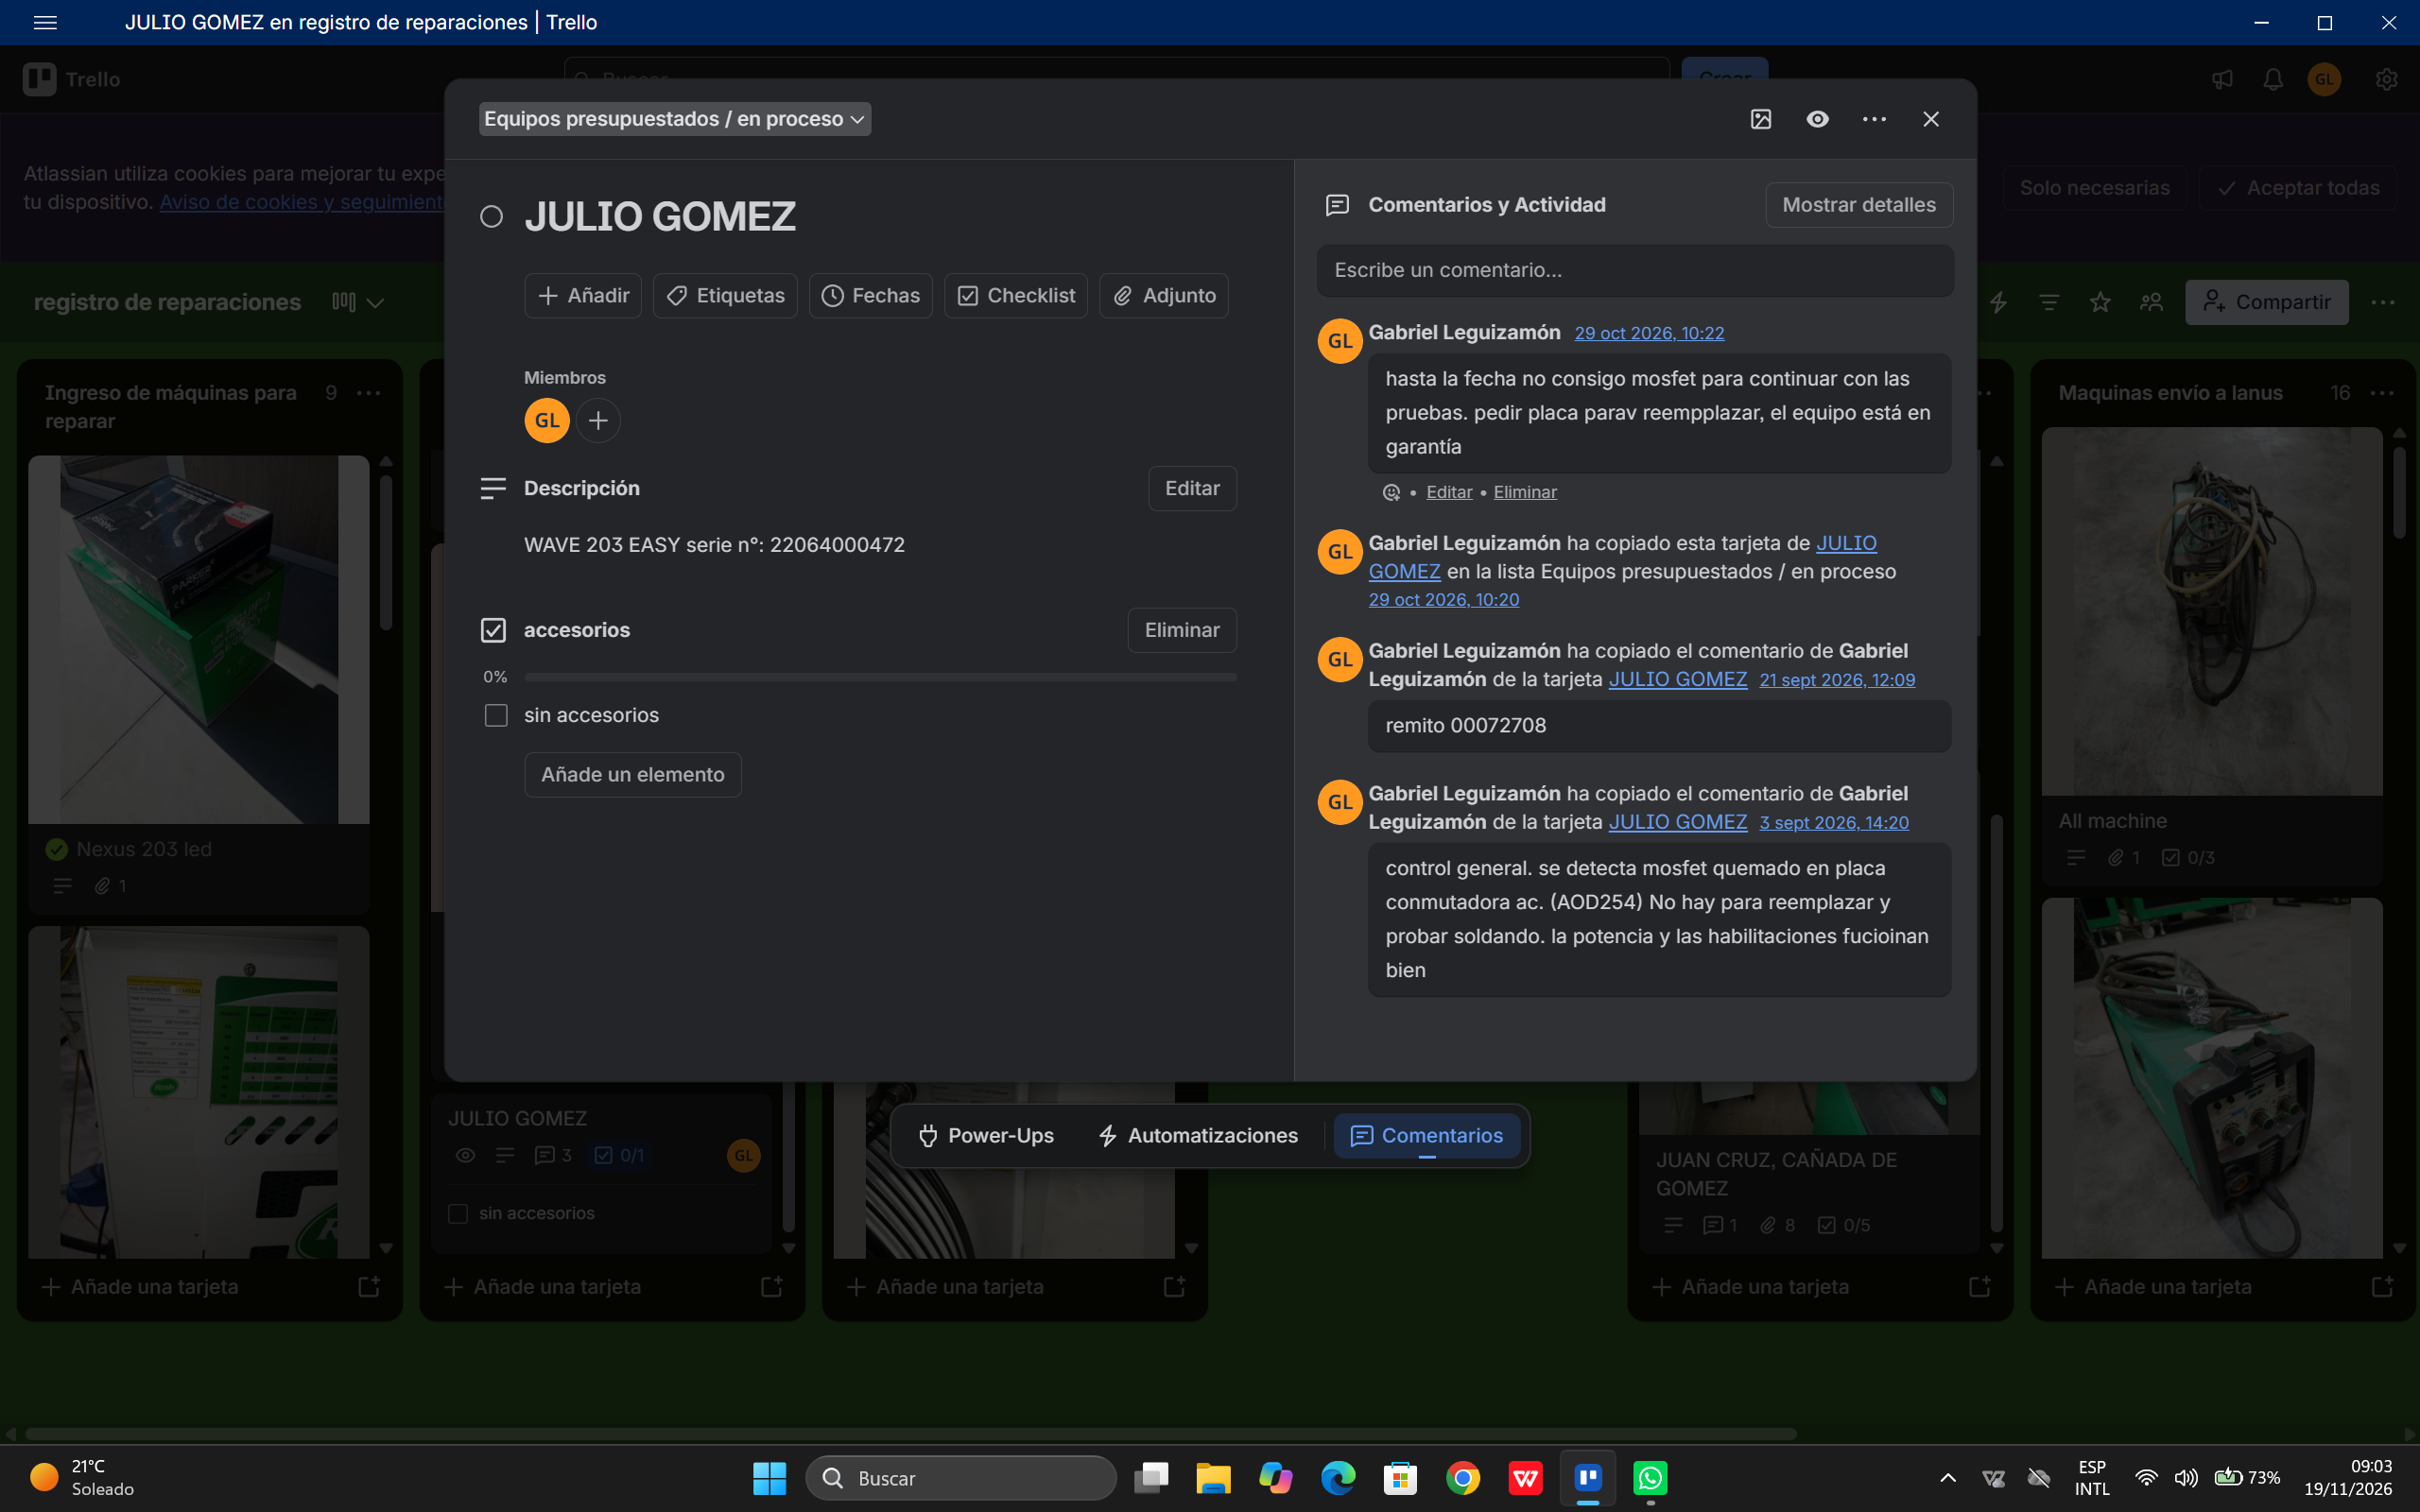 JULIO GOMEZ en registro de reparaciones | Trello
Trello
Equipos presupuestados / en proceso
Atlassian utiliza cookies para mejorar tu expe
tu dispositivo. Aviso de cookies y seguimient
Solo necesarias
Aceptar todas
registro de reparaciones
Compartir
GL
JULIO GOMEZ
Añadir
Etiquetas
Fechas
Checklist
Adjunto
Miembros
GL
Descripción
Editar
WAVE 203 EASY serie n°: 22064000472
accesorios
Eliminar
0%
sin accesorios
Añade un elemento
Comentarios y Actividad
Mostrar detalles
Escribe un comentario...
GL
Gabriel Leguizamón 29 oct 2026, 10:22
hasta la fecha no consigo mosfet para continuar con las
pruebas. pedir placa parav reempplazar, el equipo está en
garantía
• Editar • Eliminar
GL
Gabriel Leguizamón ha copiado esta tarjeta de JULIO
GOMEZ en la lista Equipos presupuestados / en proceso
29 oct 2026, 10:20
GL
Gabriel Leguizamón ha copiado el comentario de Gabriel
Leguizamón de la tarjeta JULIO GOMEZ 21 sept 2026, 12:09
remito 00072708
GL
Gabriel Leguizamón ha copiado el comentario de Gabriel
Leguizamón de la tarjeta JULIO GOMEZ 3 sept 2026, 14:20
control general. se detecta mosfet quemado en placa
conmutadora ac. (AOD254) No hay para reemplazar y
probar soldando. la potencia y las habilitaciones fucioinan
bien
Ingreso de máquinas para
reparar
9
Nexus 203 led
1
Añade una tarjeta
JULIO GOMEZ
3
0/1
GL
sin accesorios
Añade una tarjeta
Añade una tarjeta
Power-Ups
Automatizaciones
Comentarios
JUAN CRUZ, CAÑADA DE
GOMEZ
1
8
0/5
Añade una tarjeta
Maquinas envío a lanus
16
All machine
1
0/3
Añade una tarjeta
21°C
Soleado
Buscar
ESP
INTL
73%
09:03
19/11/2026